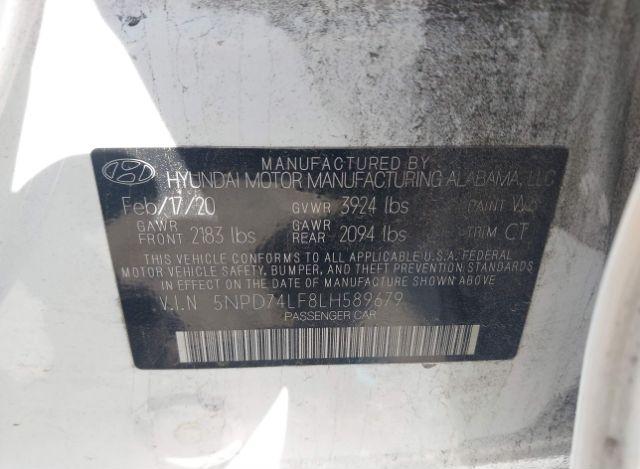 MANUFACTURED BY
HYUNDAI MOTOR MANUFACTURING ALABAMA, LLC
Feb/17/20 GVWR 3924 lbs PAINT
GAWR FRONT 2183 lbs GAWR REAR 2094 lbs TRIM CT
THIS VEHICLE CONFORMS TO ALL APPLICABLE U.S.A. FEDERAL
MOTOR VEHICLE SAFETY, BUMPER, AND THEFT PREVENTION
STANDARDS IN EFFECT ON THE DATE OF MANUFACTURE SHOWN ABOVE
V.I.N 5NPD74LF8LH589679
PASSENGER CAR